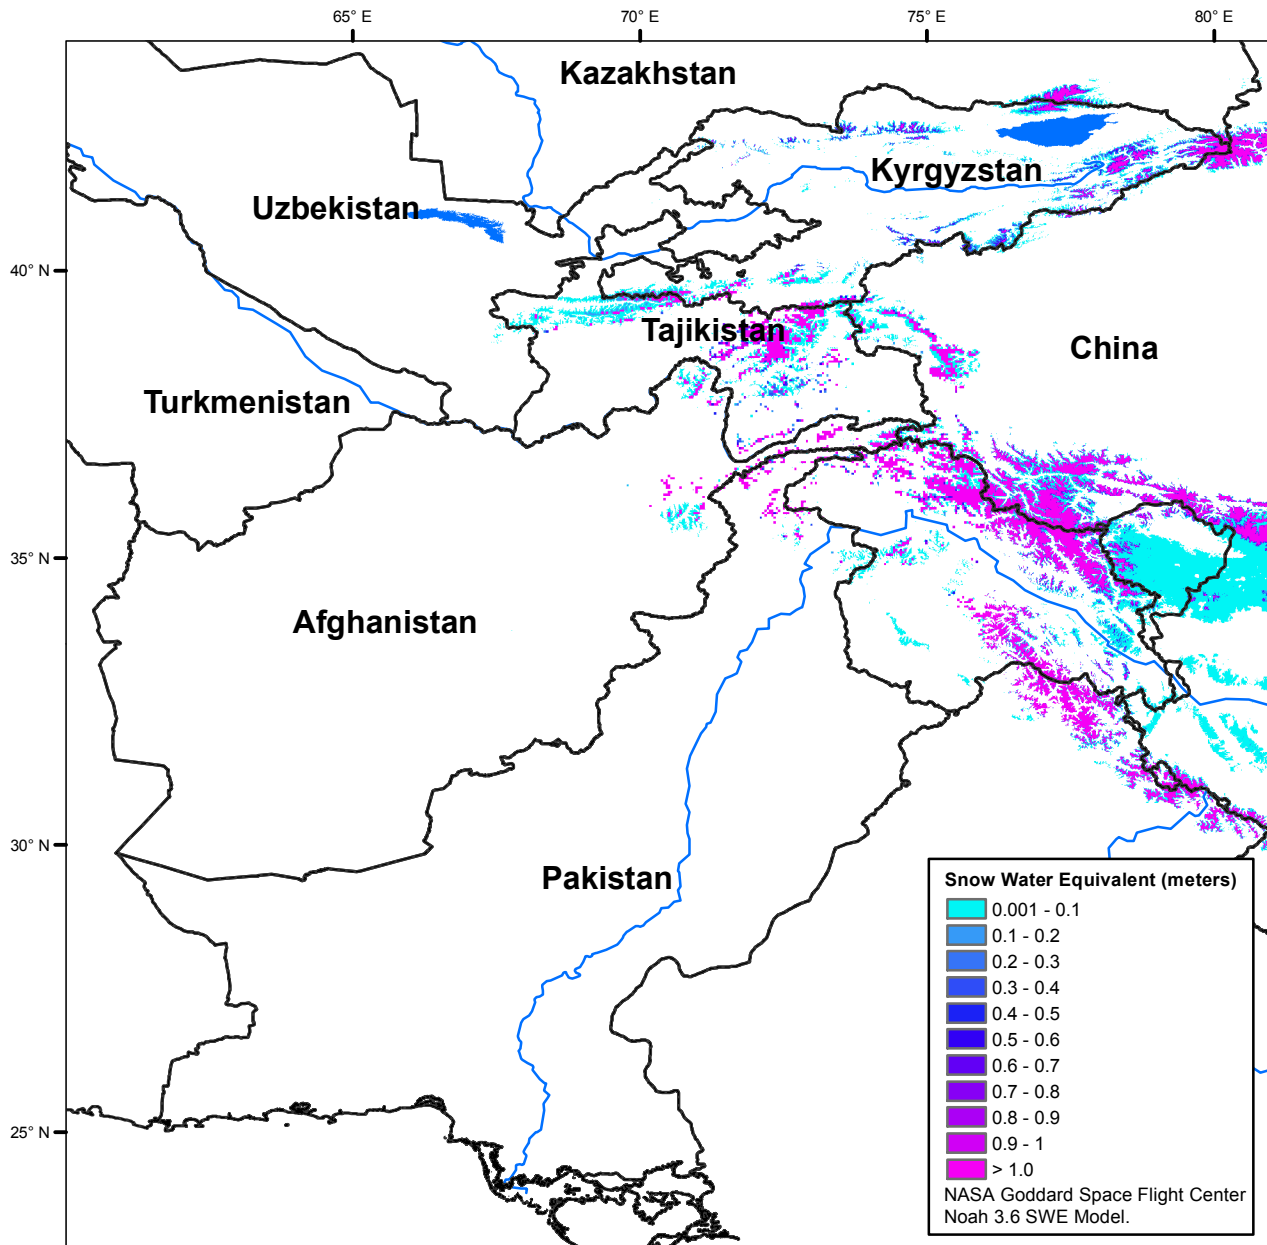 65° E
70° E
75° E
80° E
Kazakhstan
Kyrgyzstan
Uzbekistan
40° N
Tajikistan
China
Turkmenistan
35° N
Afghanistan
30° N
Pakistan
25° N
Snow Water Equivalent (meters)
0.001 - 0.1
0.1 - 0.2
0.2 - 0.3
0.3 - 0.4
0.4 - 0.5
0.5 - 0.6
0.6 - 0.7
0.7 - 0.8
0.8 - 0.9
0.9 - 1
> 1.0
NASA Goddard Space Flight Center
Noah 3.6 SWE Model.